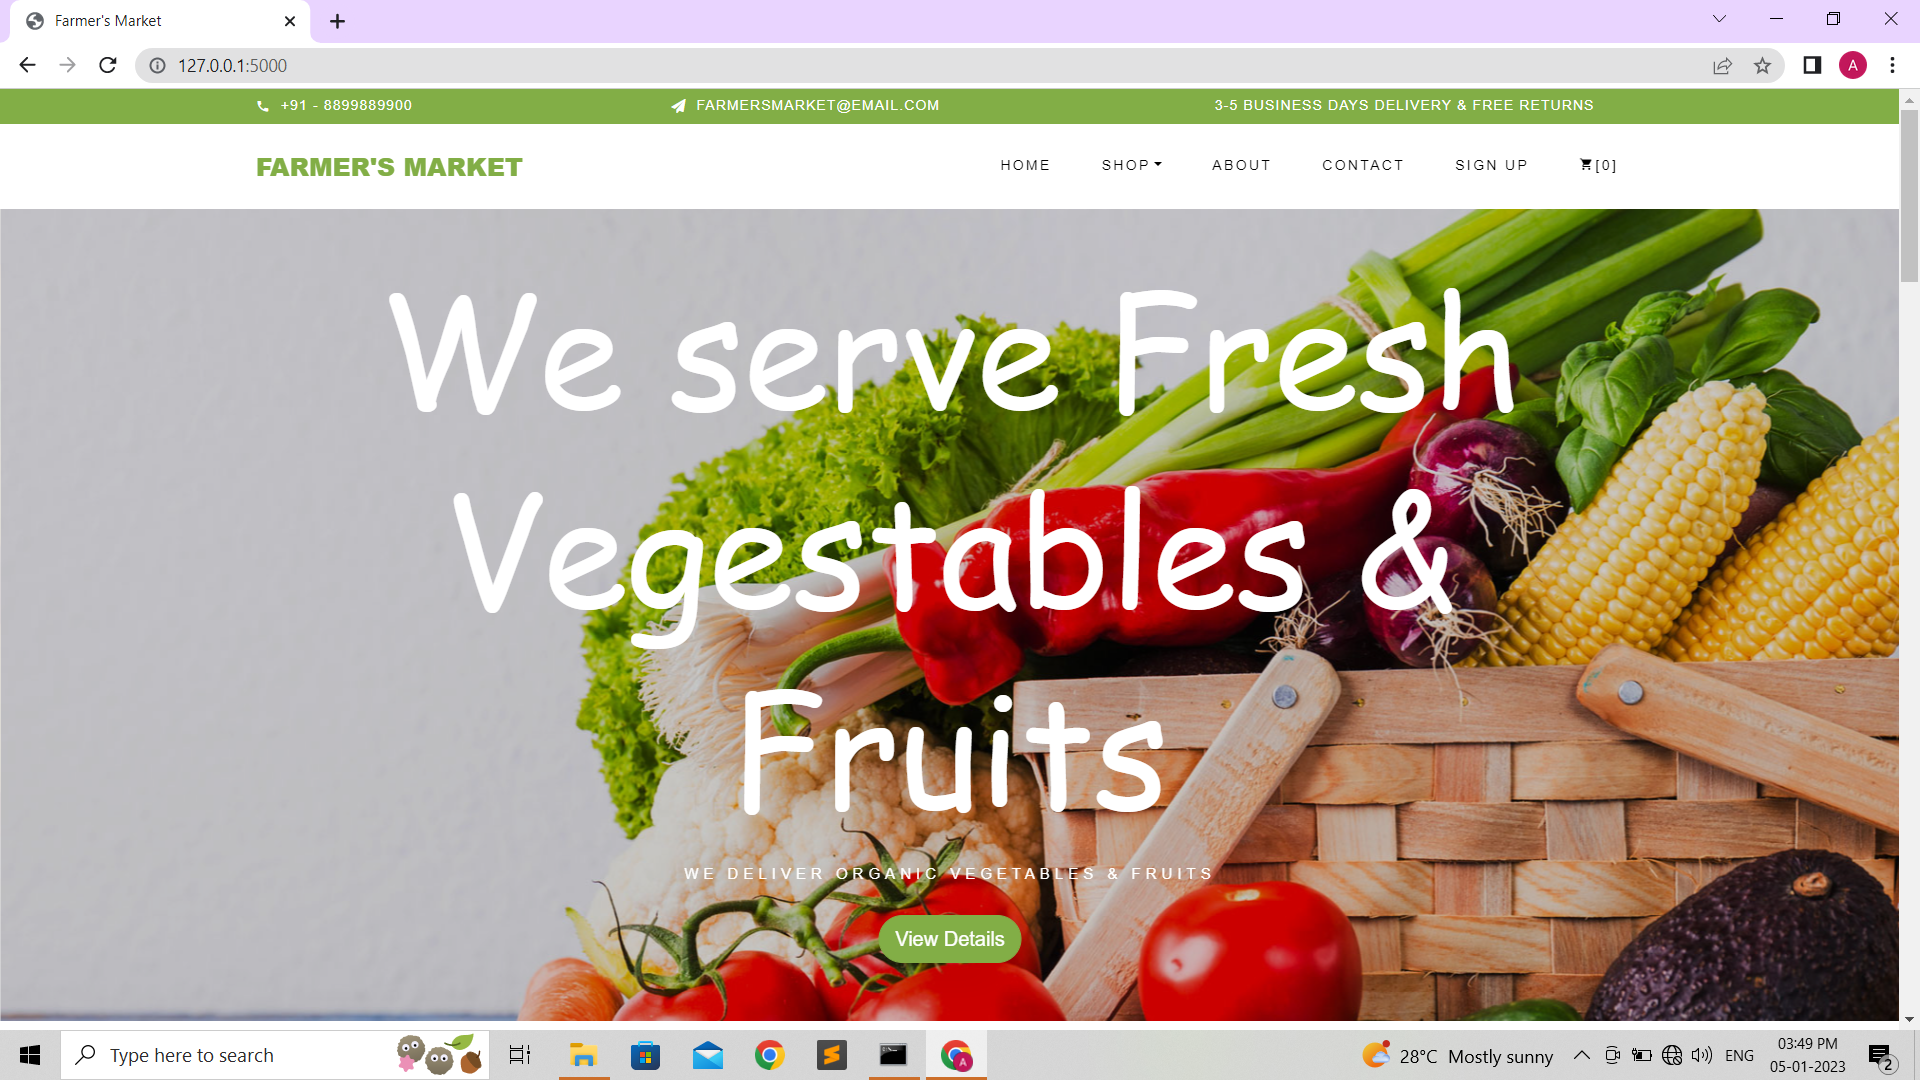 Farmer's Market
127.0.0.1:5000
A
+91 - 8899889900
FARMERSMARKET@EMAIL.COM
3-5 BUSINESS DAYS DELIVERY & FREE RETURNS
FARMER'S MARKET
HOME
SHOP
ABOUT
CONTACT
SIGN UP
[0]
We serve Fresh
Vegestables &
Fruits
WE DELIVER ORGANIC VEGETABLES & FRUITS
View Details
Type here to search
A
28°C Mostly sunny
ENG
03:49 PM
05-01-2023
2